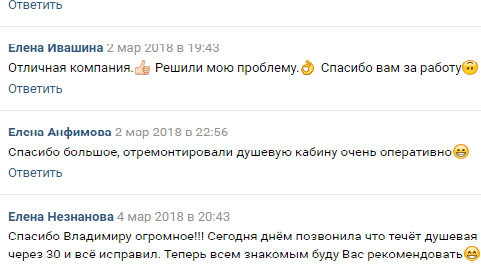 Ответить
Елена Ивашина 2 мар 2018 в 19:43
Отличная компания.👍 Решили мою проблему.👌 Спасибо вам за работу🙃
Ответить
Елена Анфимова 2 мар 2018 в 22:56
Спасибо большое, отремонтировали душевую кабину очень оперативно😁
Ответить
Елена Незнанова 4 мар 2018 в 20:43
Спасибо Владимиру огромное!!! Сегодня днём позвонила что течёт душевая
через 30 и всё исправил. Теперь всем знакомым буду Вас рекомендовать😄